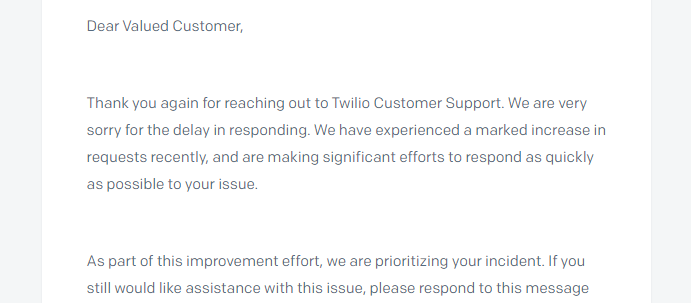 Dear Valued Customer,
Thank you again for reaching out to Twilio Customer Support. We are very
sorry for the delay in responding. We have experienced a marked increase in
requests recently, and are making significant efforts to respond as quickly
as possible to your issue.
As part of this improvement effort, we are prioritizing your incident. If you
still would like assistance with this issue, please respond to this message